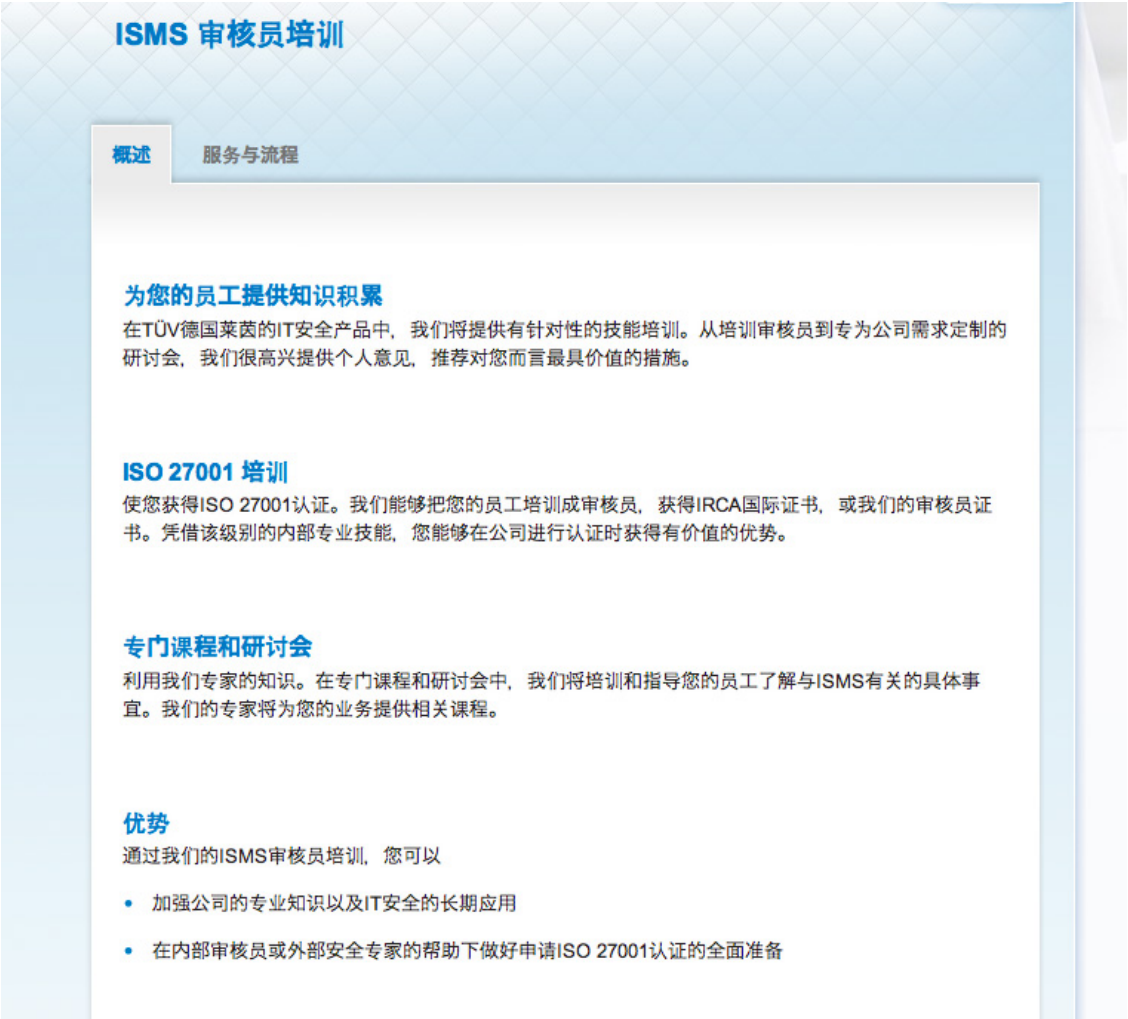 ISMS 审核员培训
概述
服务与流程
为您的员工提供知识积累
在TÜV德国莱茵的IT安全产品中，我们将提供有针对性的技能培训。从培训审核员到专为公司需求定制的
研讨会，我们很高兴提供个人意见，推荐对您而言最具价值的措施。
ISO 27001 培训
使您获得ISO 27001认证。我们能够把您的员工培训成审核员，获得IRCA国际证书，或我们的审核员证
书。凭借该级别的内部专业技能，您能够在公司进行认证时获得有价值的优势。
专门课程和研讨会
利用我们专家的知识。在专门课程和研讨会中，我们将培训和指导您的员工了解与ISMS有关的具体事
宜。我们的专家将为您的业务提供相关课程。
优势
通过我们的ISMS审核员培训，您可以
• 加强公司的专业知识以及IT安全的长期应用
• 在内部审核员或外部安全专家的帮助下做好申请ISO 27001认证的全面准备